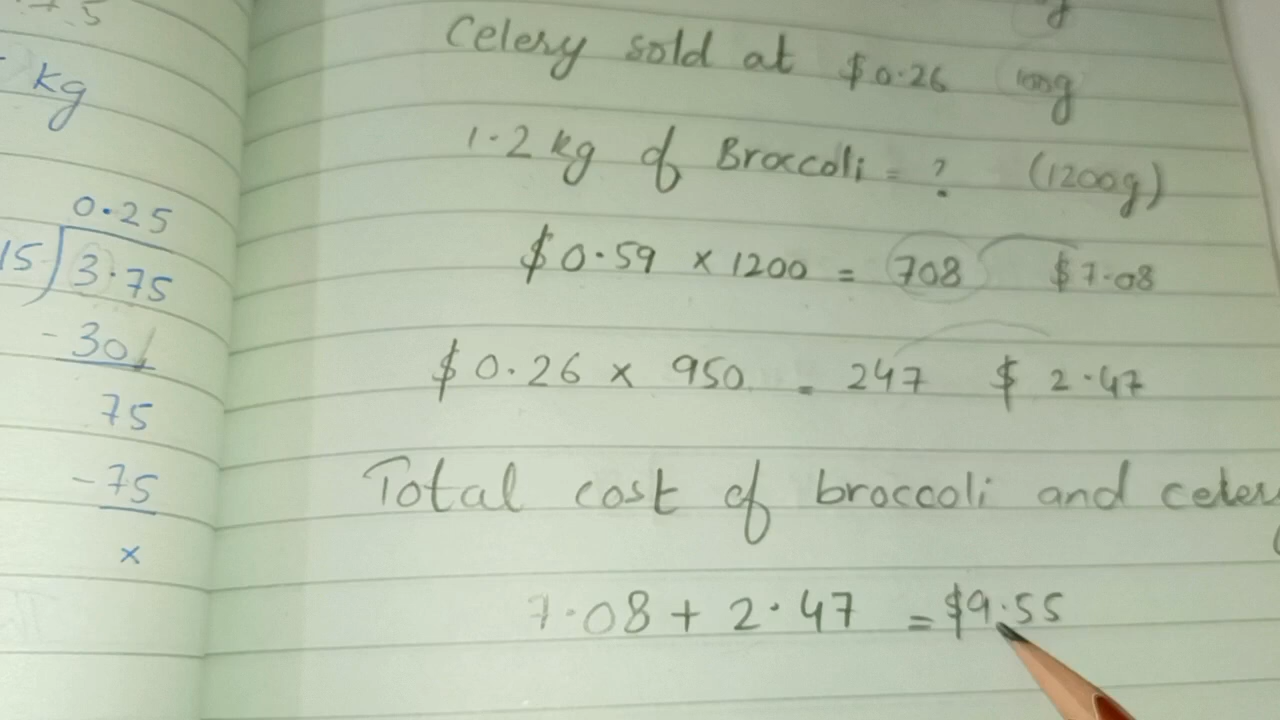 kg
0.25
15 3.75
- 30
75
-75
x
Celery sold at $0.26 100g
1.2 kg of Broccoli = ? (1200g)
$0.59 x 1200 = 708 $7.08
$0.26 x 950 = 247 $2.47
Total cost of broccoli and celery
7.08 + 2.47 = $9.55